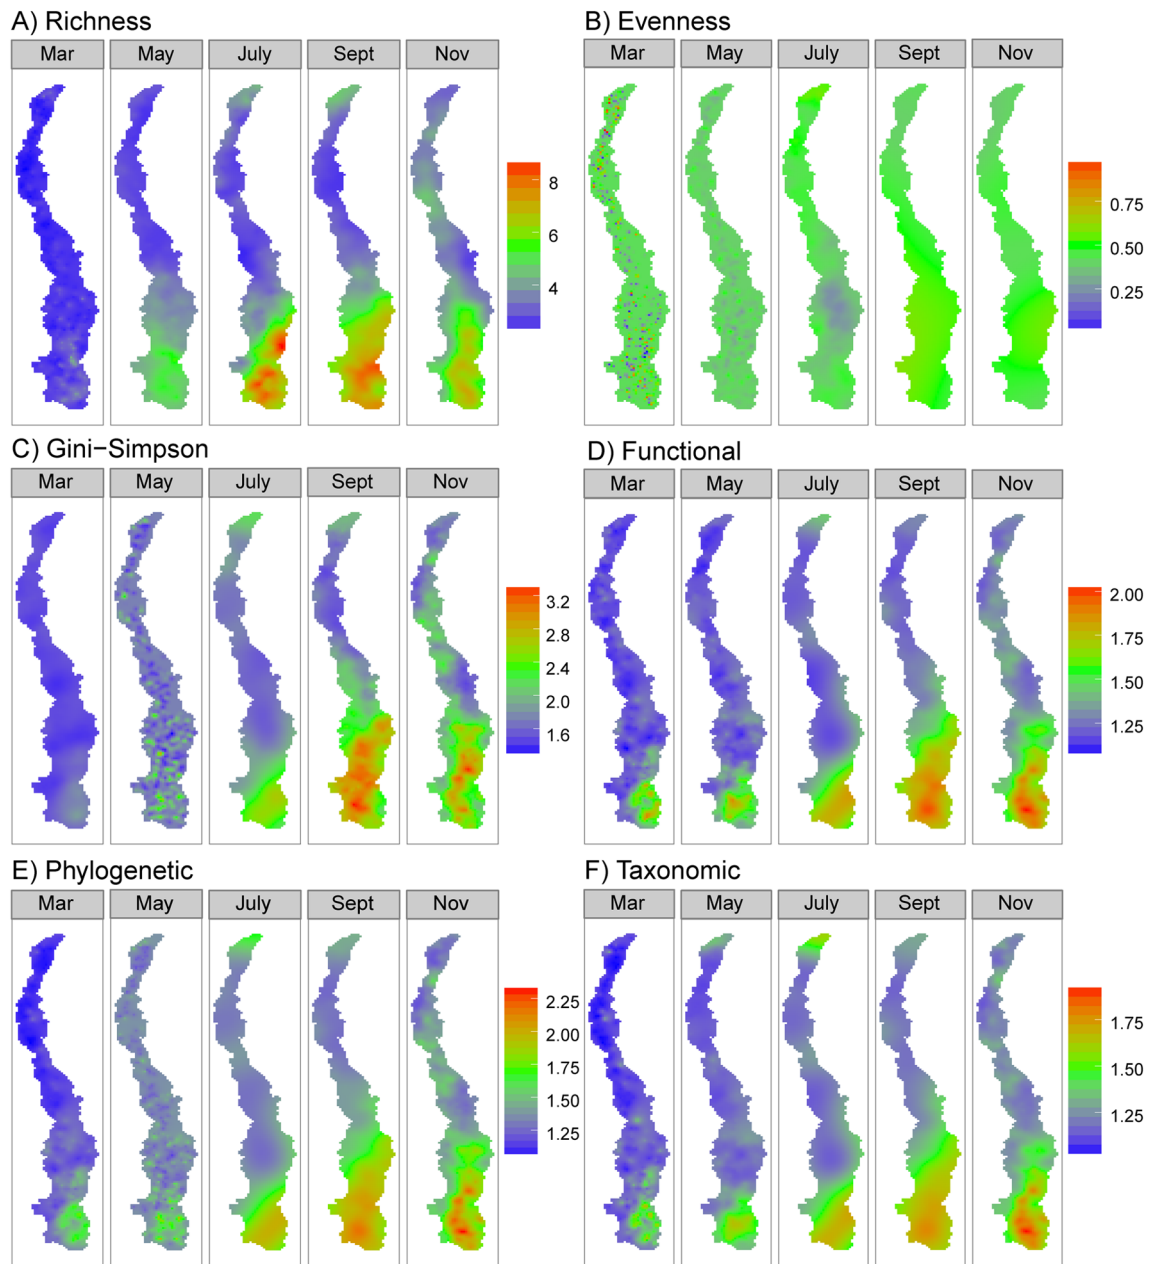 A) Richness
B) Evenness
Mar May July Sept Nov
Mar May July Sept Nov
8
6
4
0.75
0.50
0.25
C) Gini−Simpson
D) Functional
Mar May July Sept Nov
Mar May July Sept Nov
3.2
2.8
2.4
2.0
1.6
2.00
1.75
1.50
1.25
E) Phylogenetic
F) Taxonomic
Mar May July Sept Nov
Mar May July Sept Nov
2.25
2.00
1.75
1.50
1.25
1.75
1.50
1.25